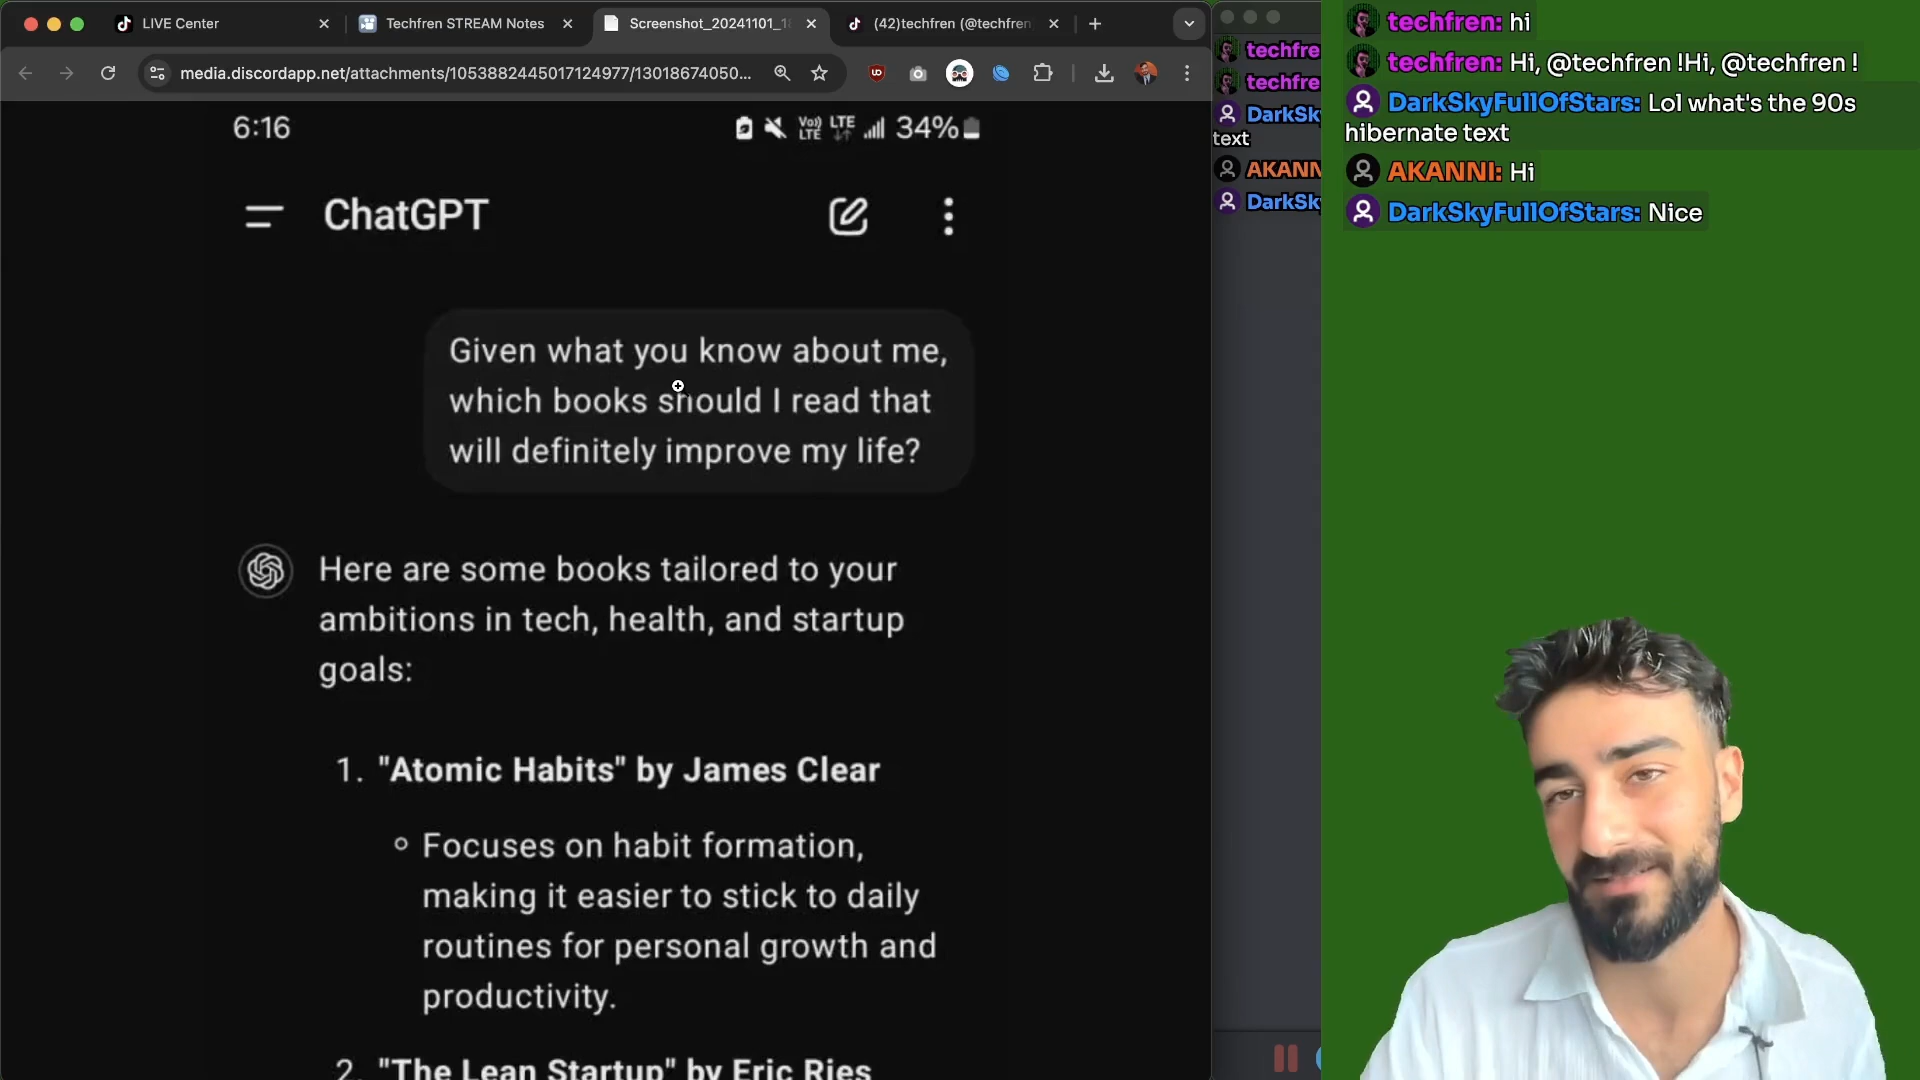 LIVE Center
Techfren STREAM Notes
Screenshot_20241101_1
(42)techfren (@techfren
media.discordapp.net/attachments/1053882445017124977/13018674050...
6:16
Vo)) LTE
LTE
34%
ChatGPT
Given what you know about me,
which books should I read that
will definitely improve my life?
Here are some books tailored to your
ambitions in tech, health, and startup
goals:
1. "Atomic Habits" by James Clear
Focuses on habit formation,
making it easier to stick to daily
routines for personal growth and
productivity.
2. "The Lean Startup" by Eric Ries
techfre
techfre
DarkSk
text
AKANN
DarkSk
techfren: hi
techfren: Hi, @techfren !Hi, @techfren !
DarkSkyFullOfStars: Lol what's the 90s
hibernate text
AKANNI: Hi
DarkSkyFullOfStars: Nice